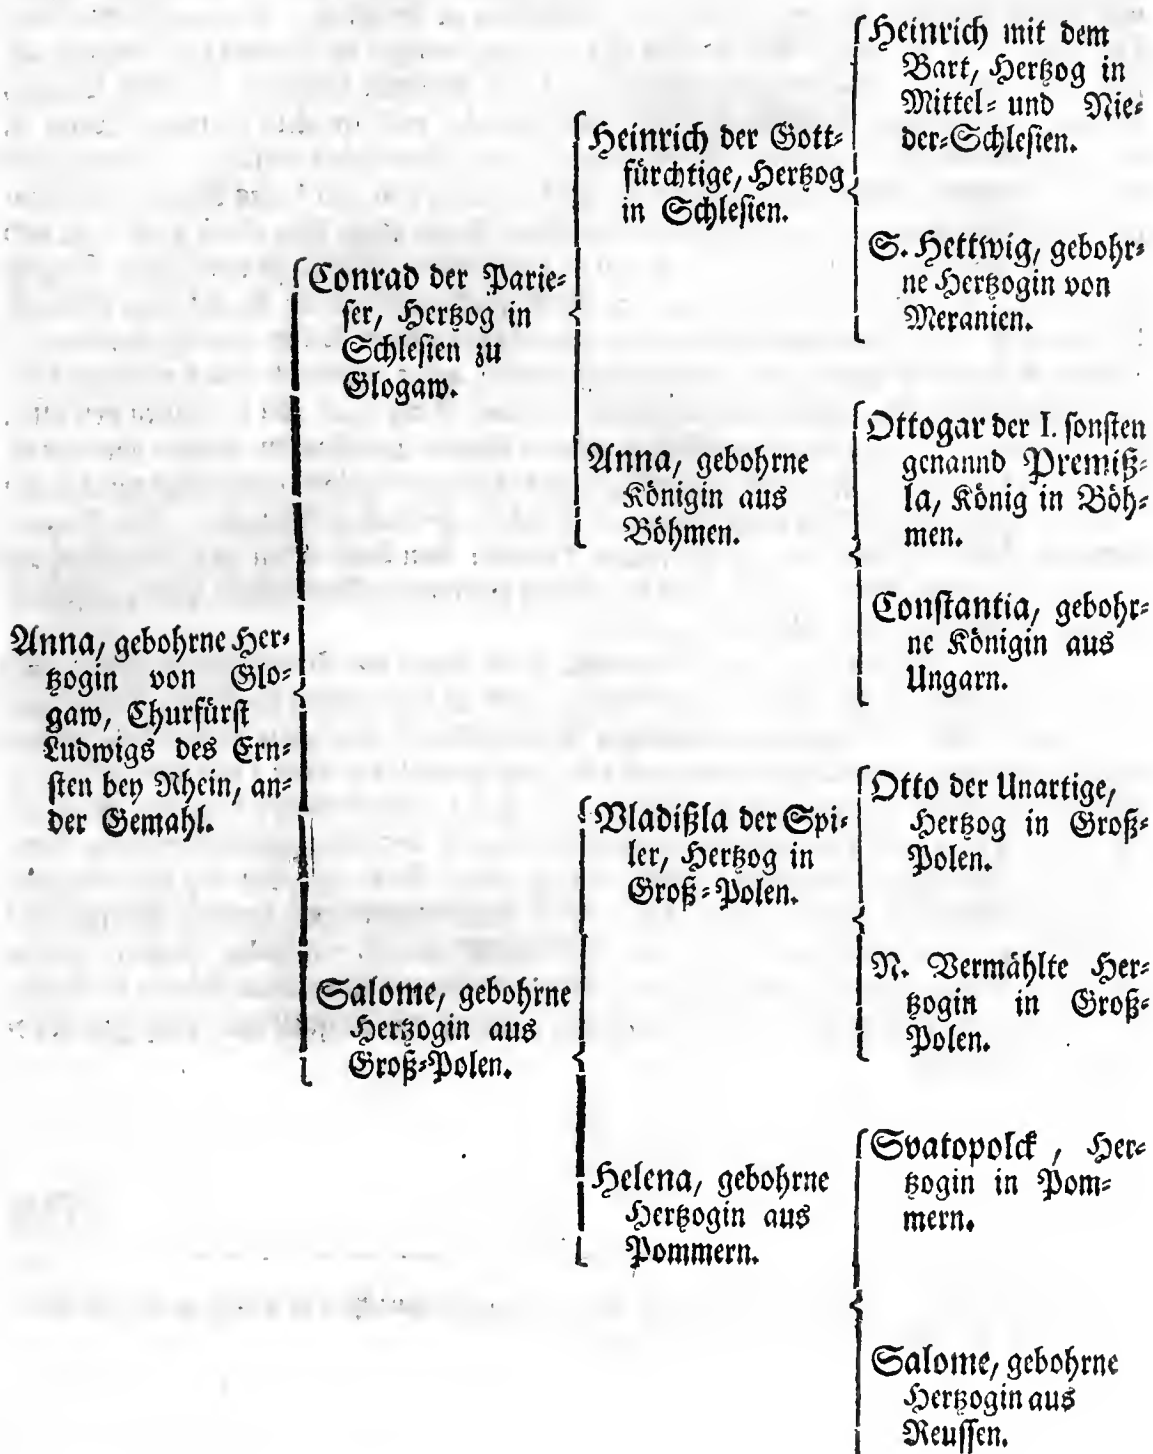 Heinrich mit dem
Bart, Hertzog in
Mittel- und Nie-
der-Schlesien.
Heinrich der Gott-
fürchtige, Hertzog
in Schlesien.
S. Hettwig, gebohr-
ne Hertzogin von
Meranien.
Conrad der Parie-
ser, Hertzog in
Schlesien zu
Glogaw.
Ottogar der I. sonsten
genannd Premiß-
la, König in Böh-
men.
Anna, gebohrne
Königin aus
Böhmen.
Constantia, gebohr-
ne Königin aus
Ungarn.
Anna, gebohrne Her-
tzogin von Glo-
gaw, Churfürst
Ludwigs des Ern-
sten bey Rhein, an-
der Gemahl.
Otto der Unartige,
Hertzog in Groß-
Polen.
Vladißla der Spi-
ler, Hertzog in
Groß-Polen.
N. Vermählte Her-
tzogin in Groß-
Polen.
Salome, gebohrne
Hertzogin aus
Groß-Polen.
Svatopolck , Her-
tzogin in Pom-
mern.
Helena, gebohrne
Hertzogin aus
Pommern.
Salome, gebohrne
Hertzogin aus
Reussen.